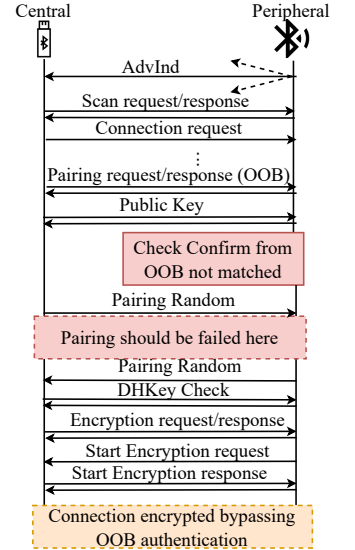 Central Peripheral
AdvInd
Scan request/response
Connection request
⋮
Pairing request/response (OOB)
Public Key
Check Confirm from
OOB not matched
Pairing Random
Pairing should be failed here
Pairing Random
DHKey Check
Encryption request/response
Start Encryption request
Start Encryption response
Connection encrypted bypassing
OOB authentication